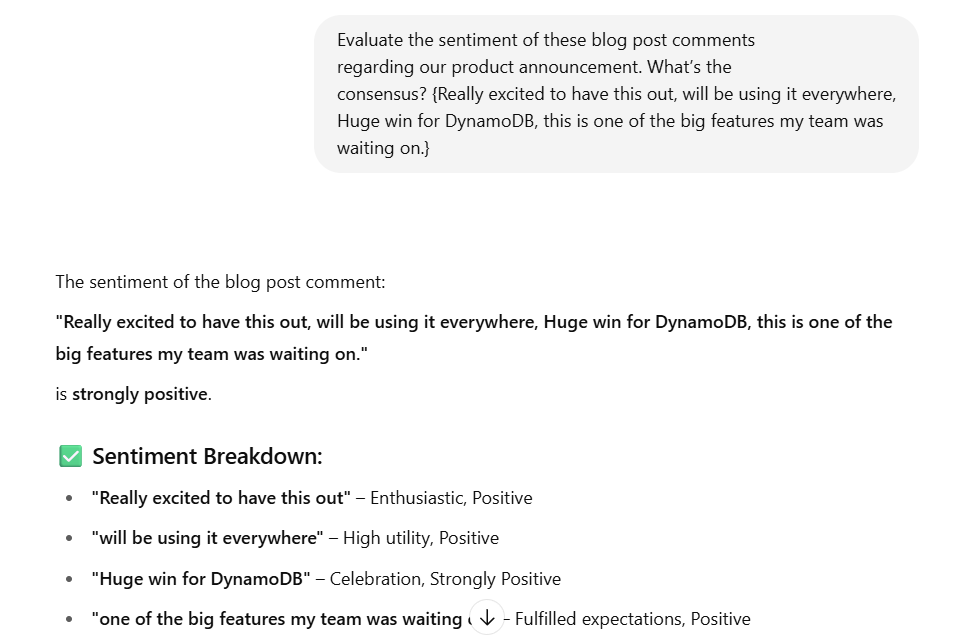 Evaluate the sentiment of these blog post comments
regarding our product announcement. What’s the
consensus? {Really excited to have this out, will be using it everywhere,
Huge win for DynamoDB, this is one of the big features my team was
waiting on.}
The sentiment of the blog post comment:
"Really excited to have this out, will be using it everywhere, Huge win for DynamoDB, this is one of the
big features my team was waiting on."
is strongly positive.
✅ Sentiment Breakdown:
• "Really excited to have this out" – Enthusiastic, Positive
• "will be using it everywhere" – High utility, Positive
• "Huge win for DynamoDB" – Celebration, Strongly Positive
• "one of the big features my team was waiting – Fulfilled expectations, Positive